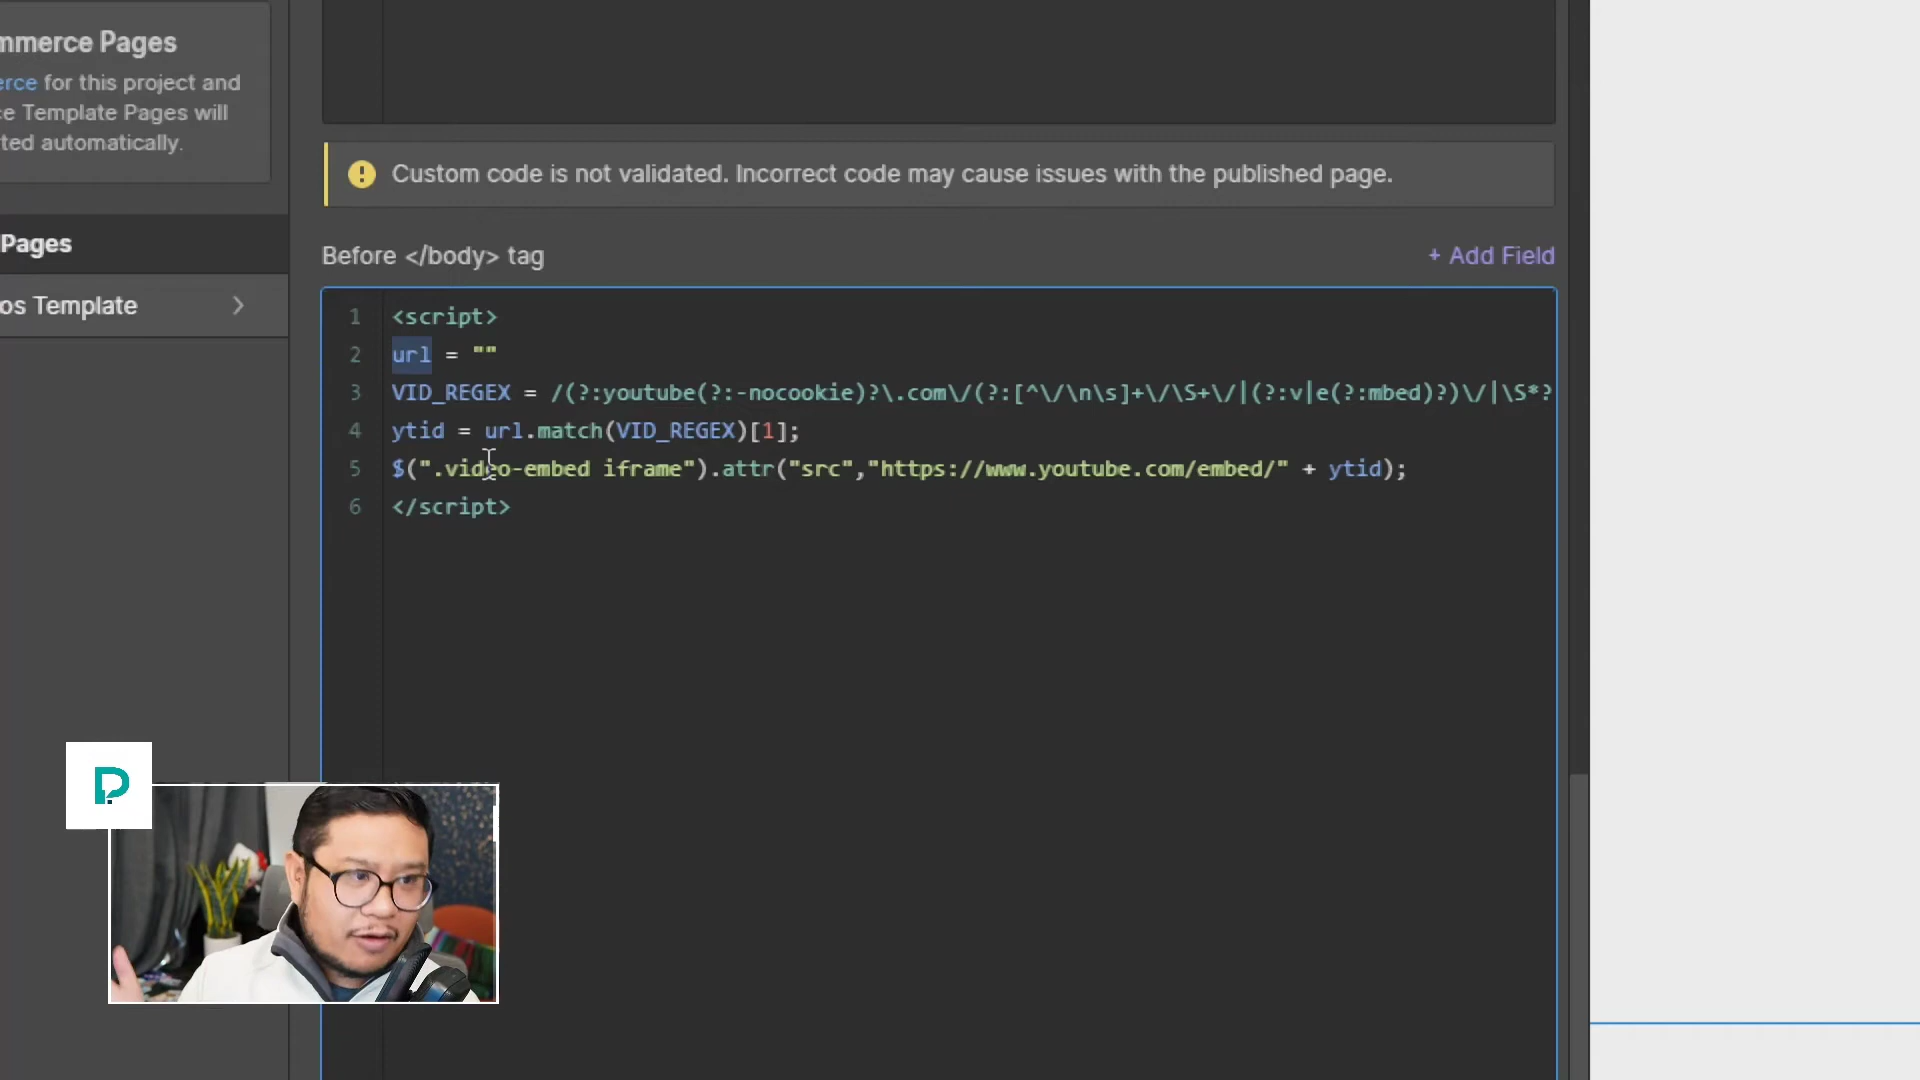 mmerce Pages
erce for this project and
ce Template Pages will
ted automatically.
Pages
os Template
Custom code is not validated. Incorrect code may cause issues with the published page.
Before </body> tag
+ Add Field
1 <script>
2 url = ""
3 VID_REGEX = /(?:youtube(?:-nocookie)?\.com\/(?:[^\/\n\s]+\/\S+\/|(?:v|e(?:mbed)?)\/|\S*?
4 ytid = url.match(VID_REGEX)[1];
5 $(".video-embed iframe").attr("src","https://www.youtube.com/embed/" + ytid);
6 </script>